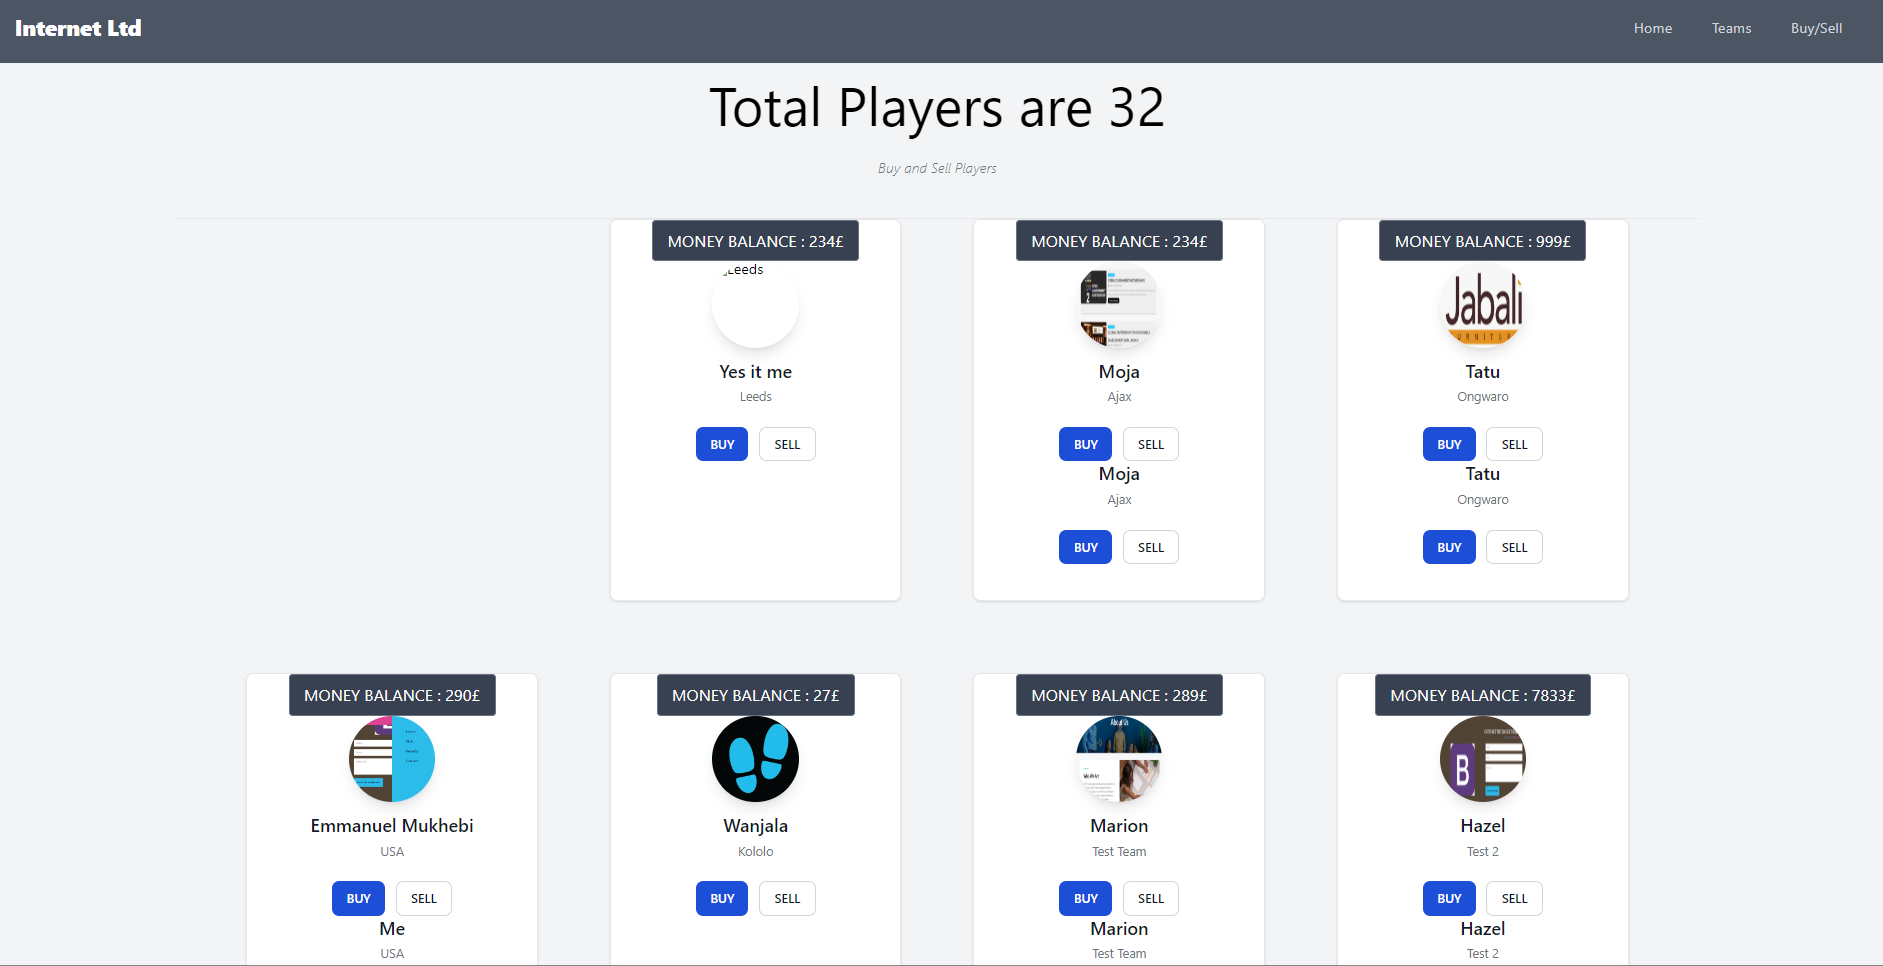 Internet Ltd
Home Teams Buy/Sell
Total Players are 32
Buy and Sell Players
MONEY BALANCE : 234£
Leeds
Yes it me
Leeds
BUY SELL
MONEY BALANCE : 234£
Moja
Ajax
BUY SELL
Moja
Ajax
BUY SELL
MONEY BALANCE : 999£
Jabali
URNITUR
Tatu
Ongwaro
BUY SELL
Tatu
Ongwaro
BUY SELL
MONEY BALANCE : 290£
Emmanuel Mukhebi
USA
BUY SELL
Me
USA
MONEY BALANCE : 27£
Wanjala
Kololo
BUY SELL
MONEY BALANCE : 289£
About Us
Marion
Test Team
BUY SELL
Marion
Test Team
MONEY BALANCE : 7833£
B
Hazel
Test 2
BUY SELL
Hazel
Test 2